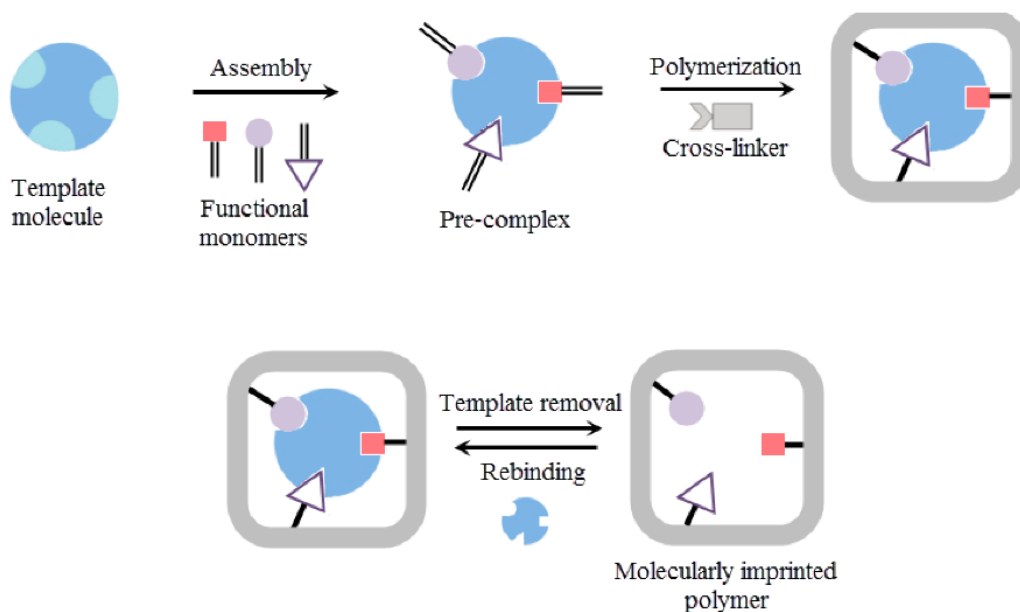 Assembly
Template
molecule
Functional
monomers
Pre-complex
Polymerization
Cross-linker
Template removal
Rebinding
Molecularly imprinted
polymer